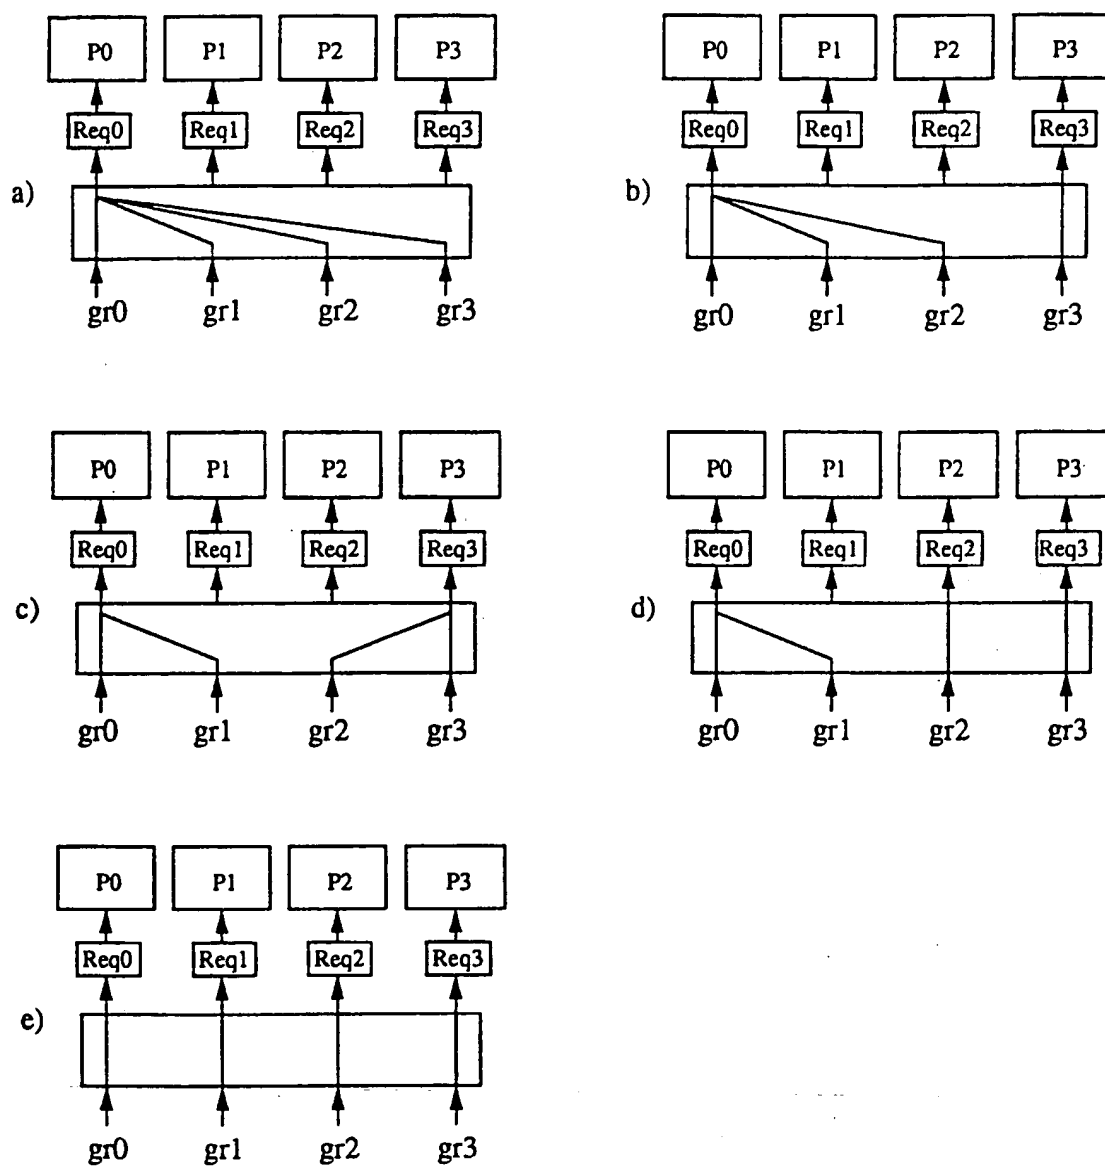 P0 P1 P2 P3
Req0 Req1 Req2 Req3
a)
gr0 gr1 gr2 gr3
P0 P1 P2 P3
Req0 Req1 Req2 Req3
b)
gr0 gr1 gr2 gr3
P0 P1 P2 P3
Req0 Req1 Req2 Req3
c)
gr0 gr1 gr2 gr3
P0 P1 P2 P3
Req0 Req1 Req2 Req3
d)
gr0 gr1 gr2 gr3
P0 P1 P2 P3
Req0 Req1 Req2 Req3
e)
gr0 gr1 gr2 gr3